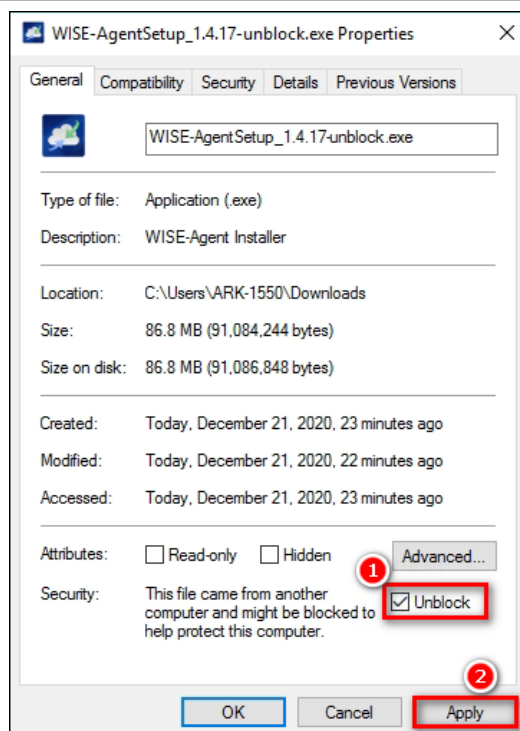 WISE-AgentSetup_1.4.17-unblock.exe Properties
General Compatibility Security Details Previous Versions
WISE-AgentSetup_1.4.17-unblock.exe
Type of file: Application (.exe)
Description: WISE-Agent Installer
Location: C:\Users\ARK-1550\Downloads
Size: 86.8 MB (91,084,244 bytes)
Size on disk: 86.8 MB (91,086,848 bytes)
Created: Today, December 21, 2020, 23 minutes ago
Modified: Today, December 21, 2020, 22 minutes ago
Accessed: Today, December 21, 2020, 23 minutes ago
Attributes: Read-only Hidden Advanced...
1
Security: This file came from another
computer and might be blocked to
help protect this computer.
Unblock
2
OK Cancel Apply